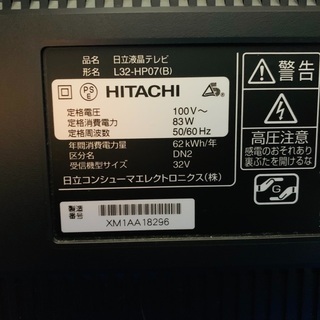 品名 日立液晶テレビ
形名 L32-HP07(B)
PS
E
HITACHI
定格電圧 100V～
定格消費電力 83W
定格周波数 50/60Hz
年間消費電力量 62kWh/年
区分名 DN2
受信機型サイズ 32V
日立コンシューマエレクトロニクス(株)
製造番号 XM1AA18296
警告
高圧注意
感電のおそれあり
裏ぶたを開けるな
G